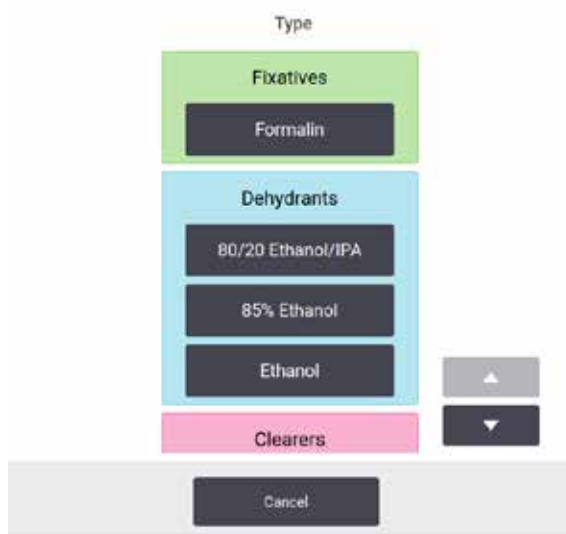 Type
Fixatives
Formalin
Dehydrants
80/20 Ethanol/IPA
85% Ethanol
Ethanol
Clearers
Cancel